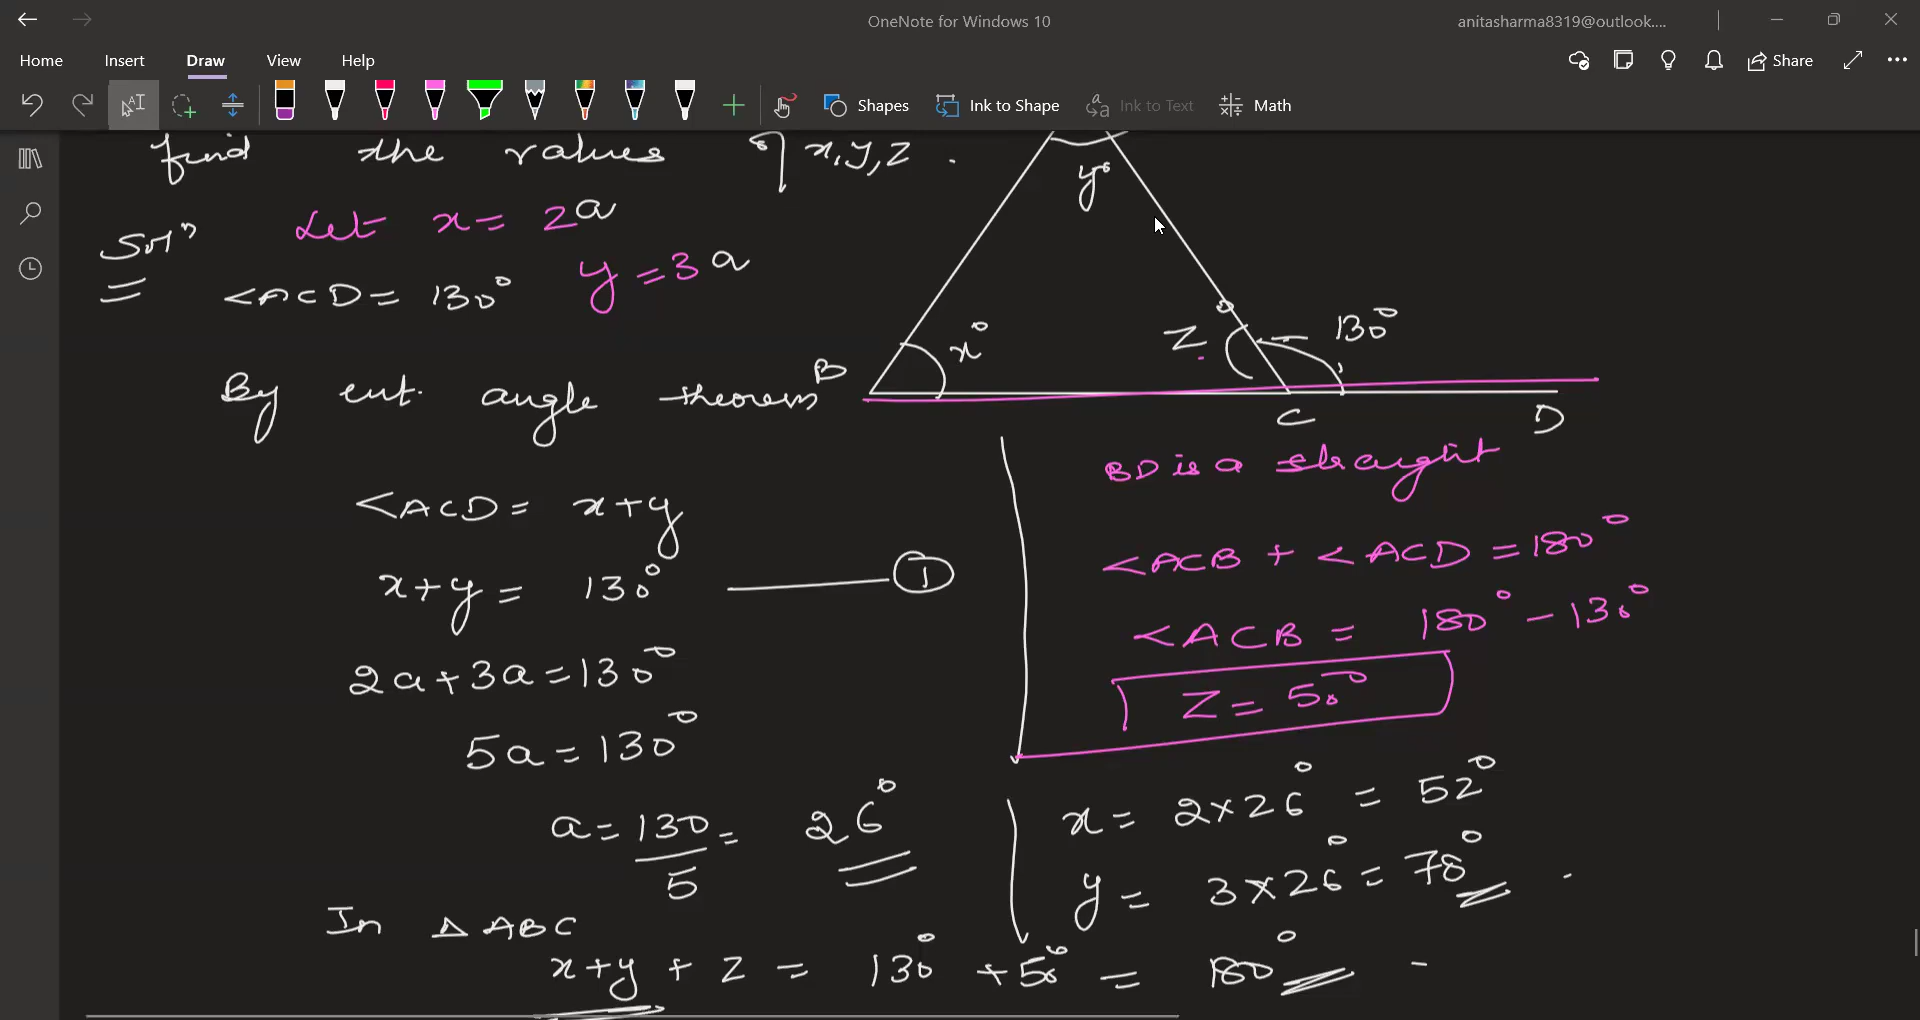 OneNote for Windows 10
anitasharma8319@outlook....
Home Insert Draw View Help
Share
Shapes Ink to Shape Ink to Text Math
find the values of x,y,z .
Solⁿ Let x = 2a
y = 3a
<ACD = 130°
By ext. angle theorem
<ACD = x+y
x+y = 130° ——— ①
2a+3a = 130°
5a = 130°
a = 130/5 = 26°
y°
x°
Z°
130°
B
C
D
BD is a straught
<ACB + <ACD = 180°
<ACB = 180° - 130°
Z = 50°
x = 2×26° = 52°
y = 3×26° = 78°
In △ ABC
x+y + z = 130° + 50° = 180°